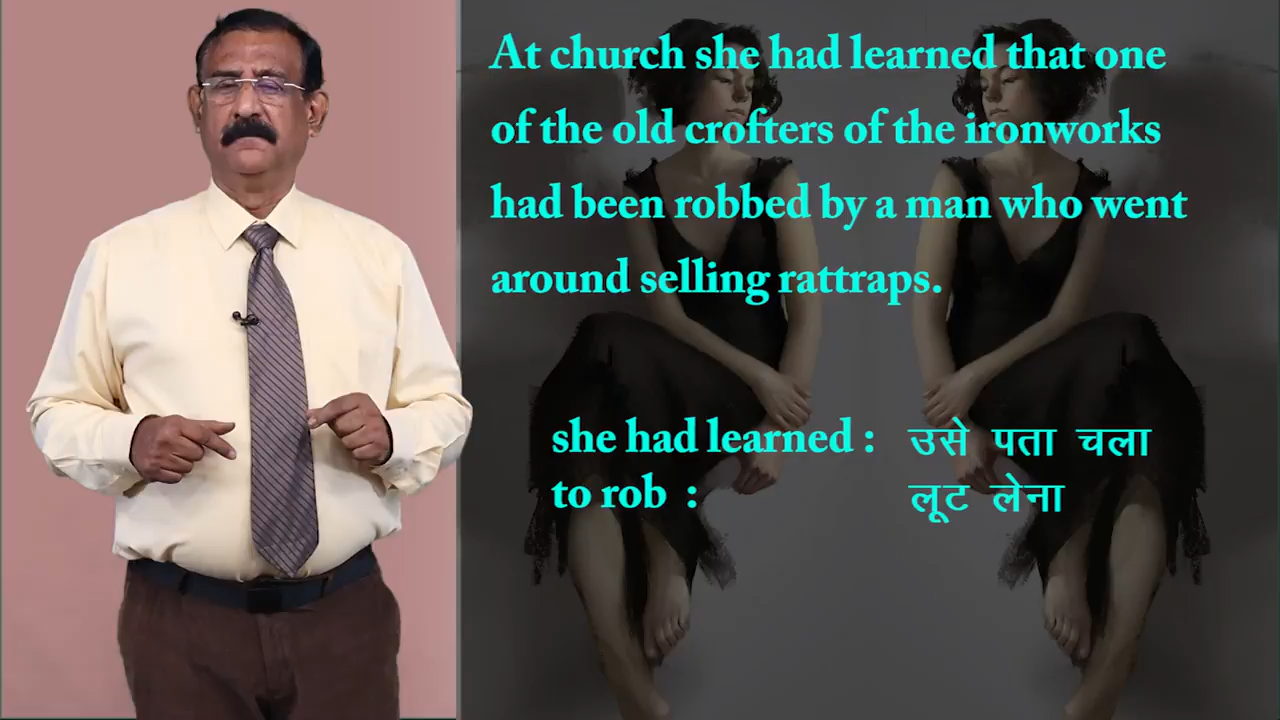 At church she had learned that one
of the old crofters of the ironworks
had been robbed by a man who went
around selling rattraps.
she had learned : उसे पता चला
to rob : लूट लेना